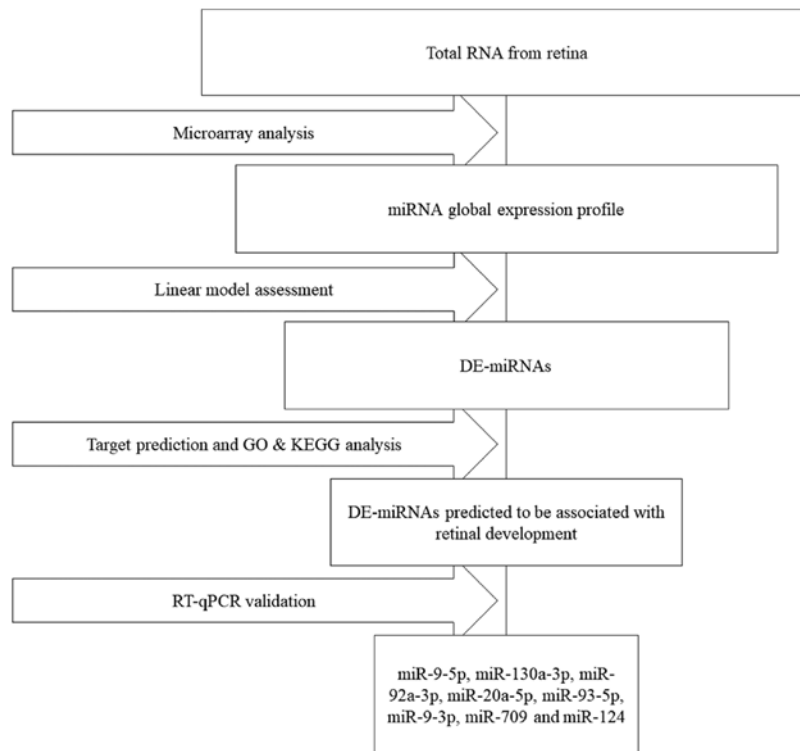 Total RNA from retina
Microarray analysis
miRNA global expression profile
Linear model assessment
DE-miRNAs
Target prediction and GO & KEGG analysis
DE-miRNAs predicted to be associated with
retinal development
RT-qPCR validation
miR-9-5p, miR-130a-3p, miR-
92a-3p, miR-20a-5p, miR-93-5p,
miR-9-3p, miR-709 and miR-124